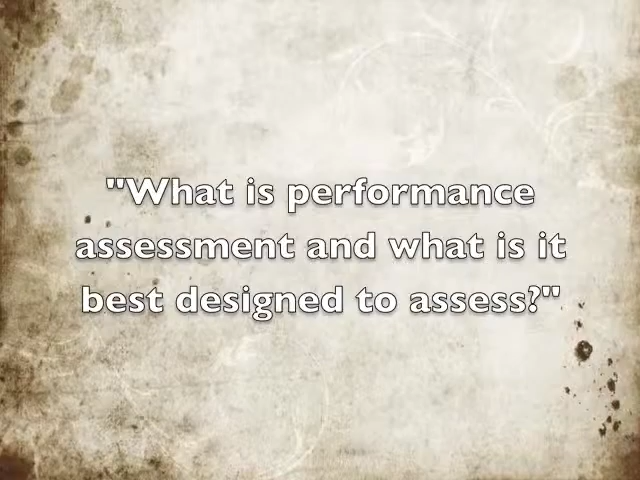 "What is performance
assessment and what is it
best designed to assess?"